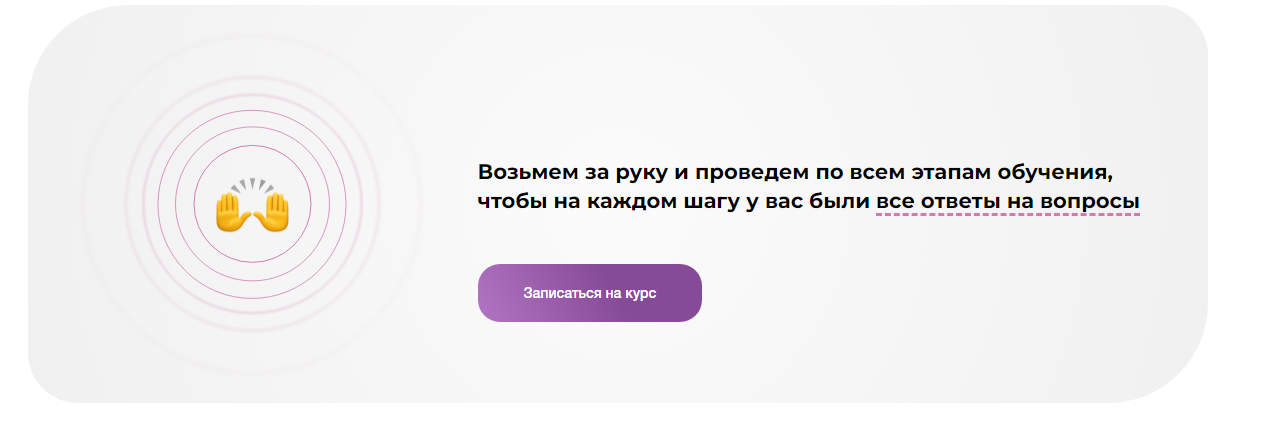 Возьмем за руку и проведем по всем этапам обучения,
чтобы на каждом шагу у вас были все ответы на вопросы
Записаться на курс